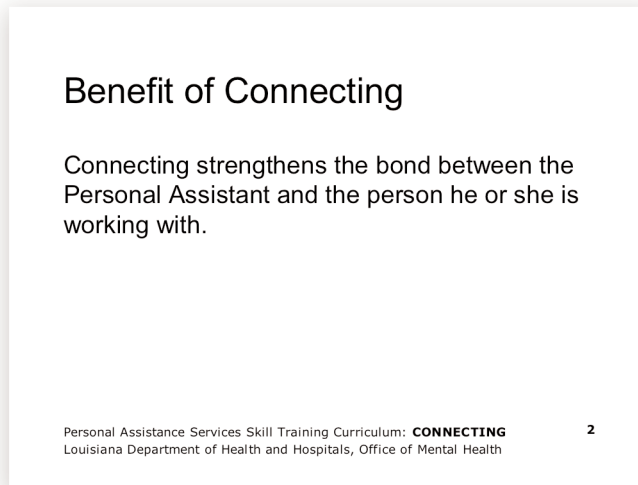 Benefit of Connecting
Connecting strengthens the bond between the
Personal Assistant and the person he or she is
working with.
Personal Assistance Services Skill Training Curriculum: CONNECTING
2
Louisiana Department of Health and Hospitals, Office of Mental Health